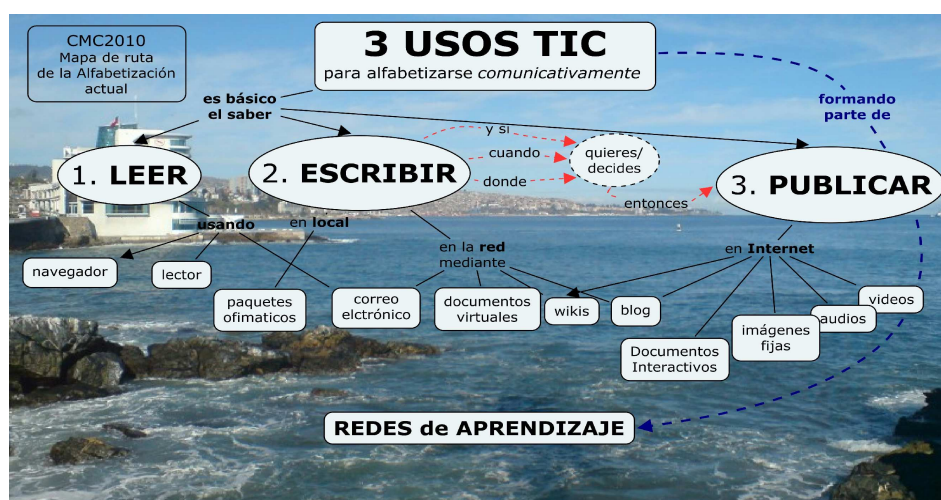 CMC2010
Mapa de ruta
de la Alfabetización
actual
3 USOS TIC
para alfabetizarse comunicativamente
es básico
el saber
formando
parte de
1. LEER
2. ESCRIBIR
y si
cuando
donde
quieres/
decides
entonces
3. PUBLICAR
usando
en local
en la red
mediante
en Internet
navegador
lector
paquetes
ofimaticos
correo
elctrónico
documentos
virtuales
wikis
blog
Documentos
Interactivos
imágenes
fijas
audios
videos
REDES de APRENDIZAJE